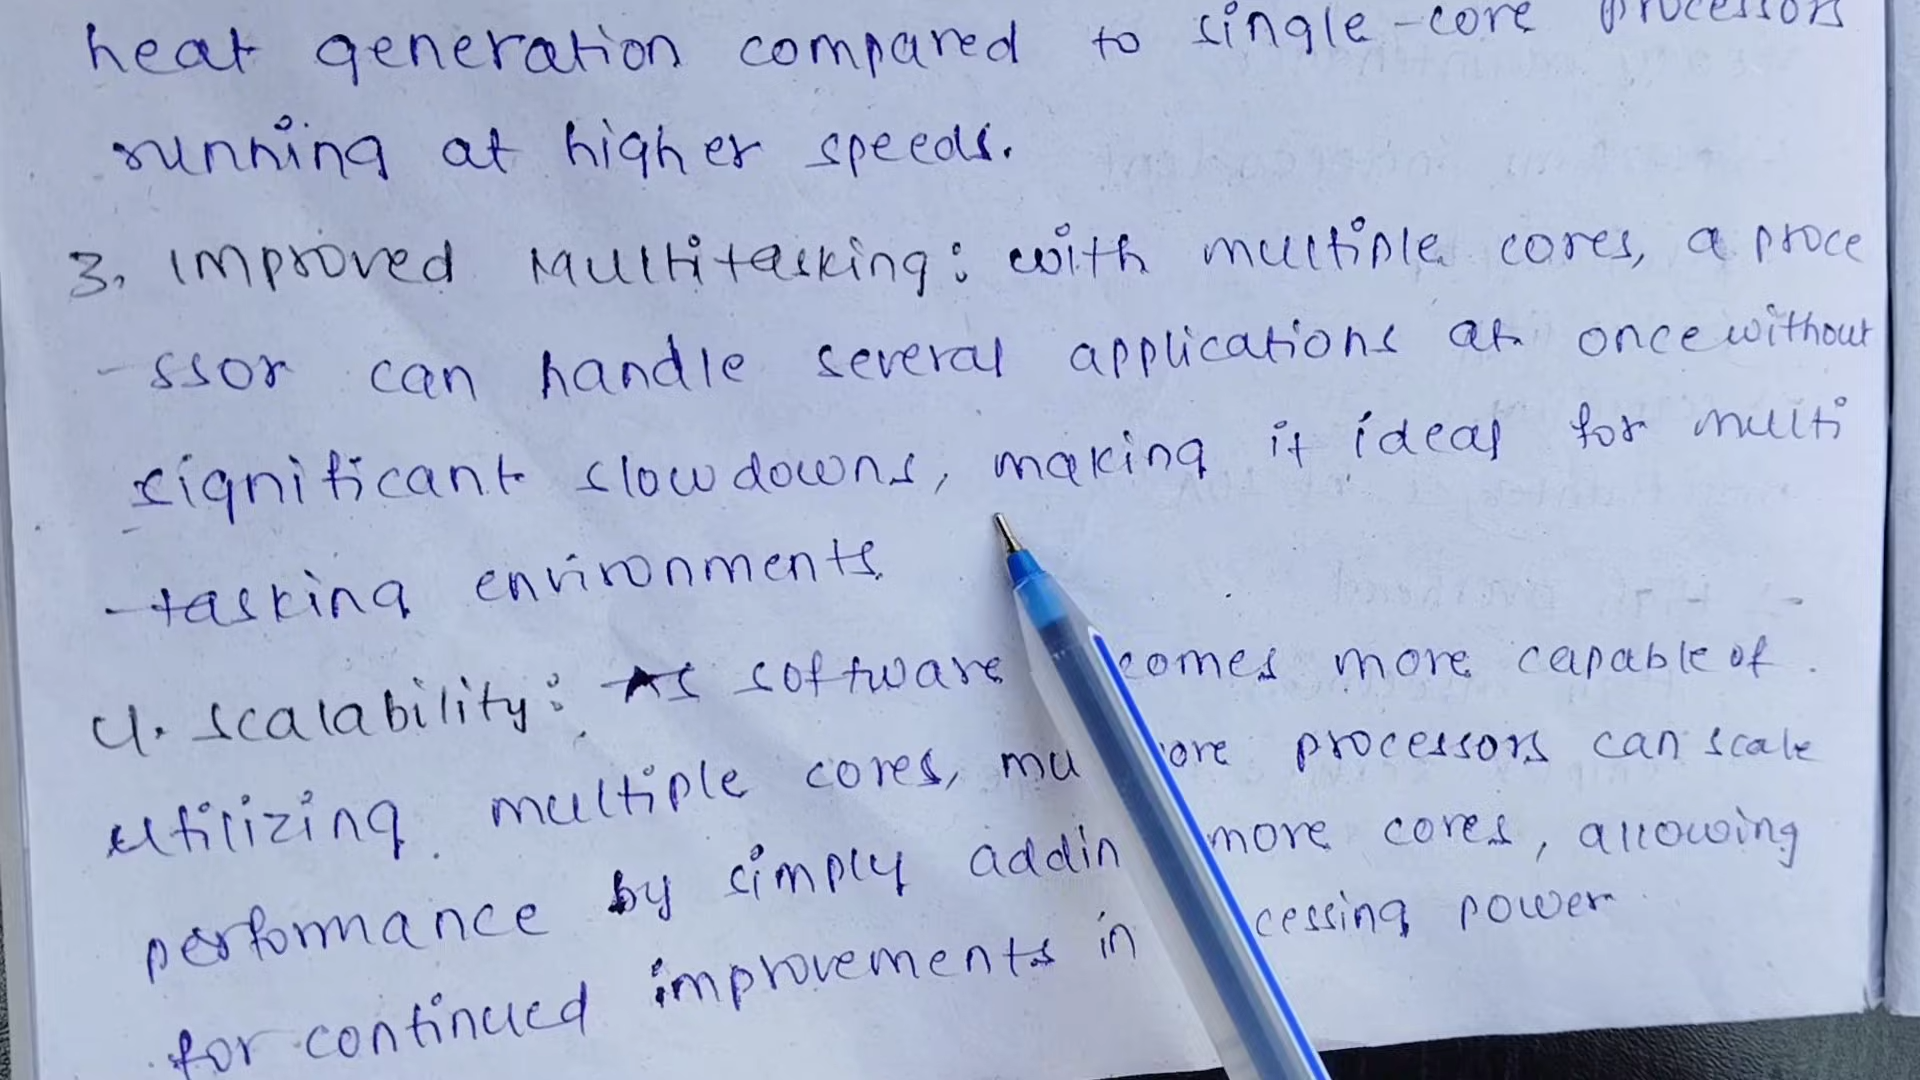 heat generation compared to single-core processors
running at higher speeds.
3. Improved Multitasking: with multiple cores, a proce
-ssor can handle several applications at once without
significant slowdowns, making it ideal for multi
-tasking environments
4. Scalability: As software comes more capable of
utilizing multiple cores, mu ore processors can scale
performance by simply addin more cores, allowing
for continued improvements in cessing power